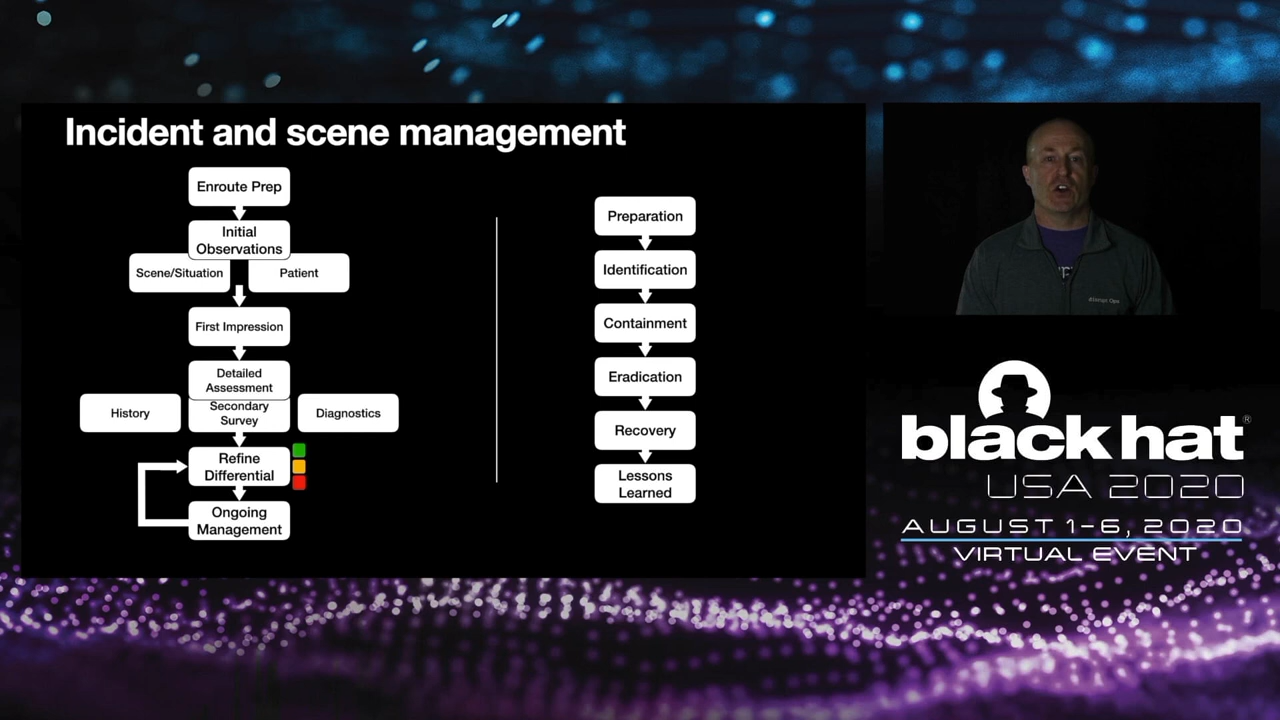 Incident and scene management
Enroute Prep
Initial
Observations
Scene/Situation
Patient
First Impression
Detailed
Assessment
History
Secondary
Survey
Diagnostics
Refine
Differential
Ongoing
Management
Preparation
Identification
Containment
Eradication
Recovery
Lessons
Learned
Disrupt Ops
black hat®
USA 2020
AUGUST 1-6, 2020
VIRTUAL EVENT